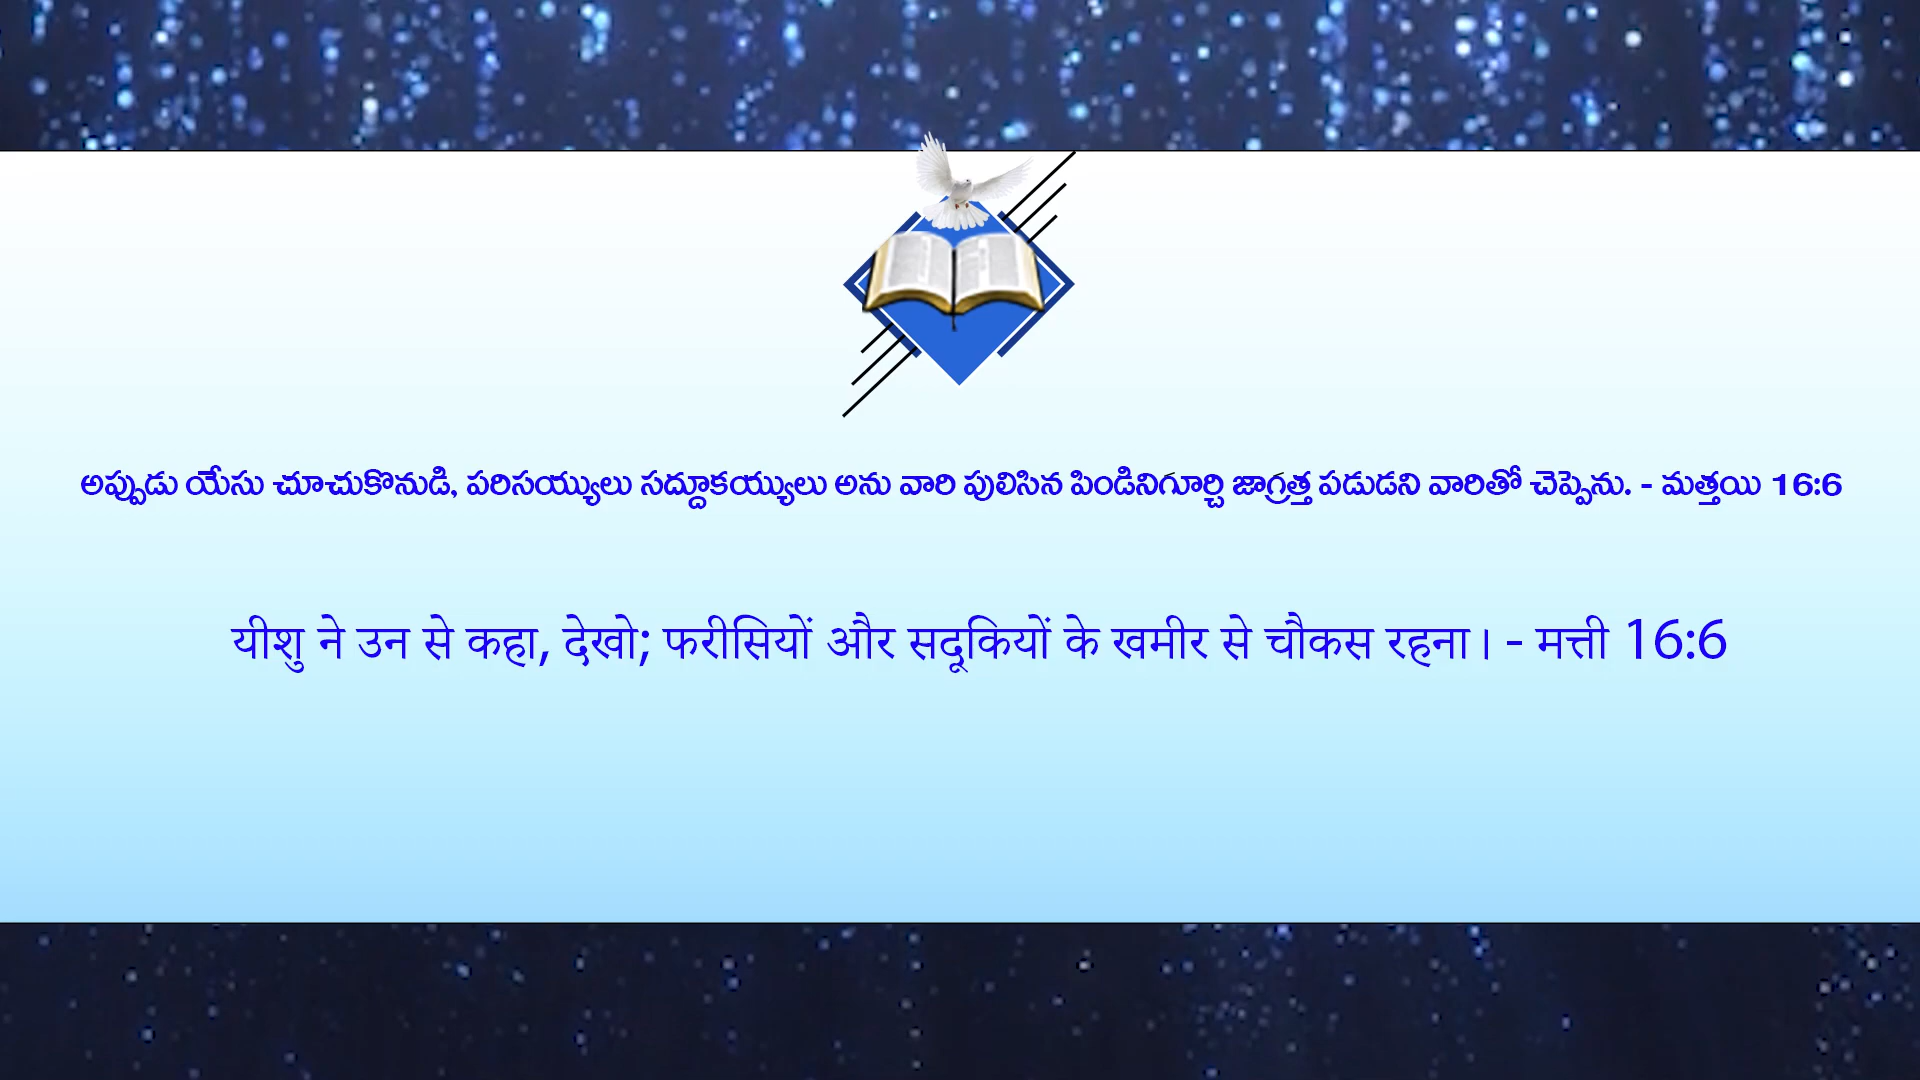 అప్పుడు యేసు చూచుకొనుడి, పరిసయ్యులు సద్దూకయ్యులు అను వారి పులిసిన పిండినిగూర్చి జాగ్రత్త పడుడని వారితో చెప్పెను. - మత్తయి 16:6
यीशु ने उन से कहा, देखो; फरीसियों और सदूकियों के खमीर से चौकस रहना। - मत्ती 16:6